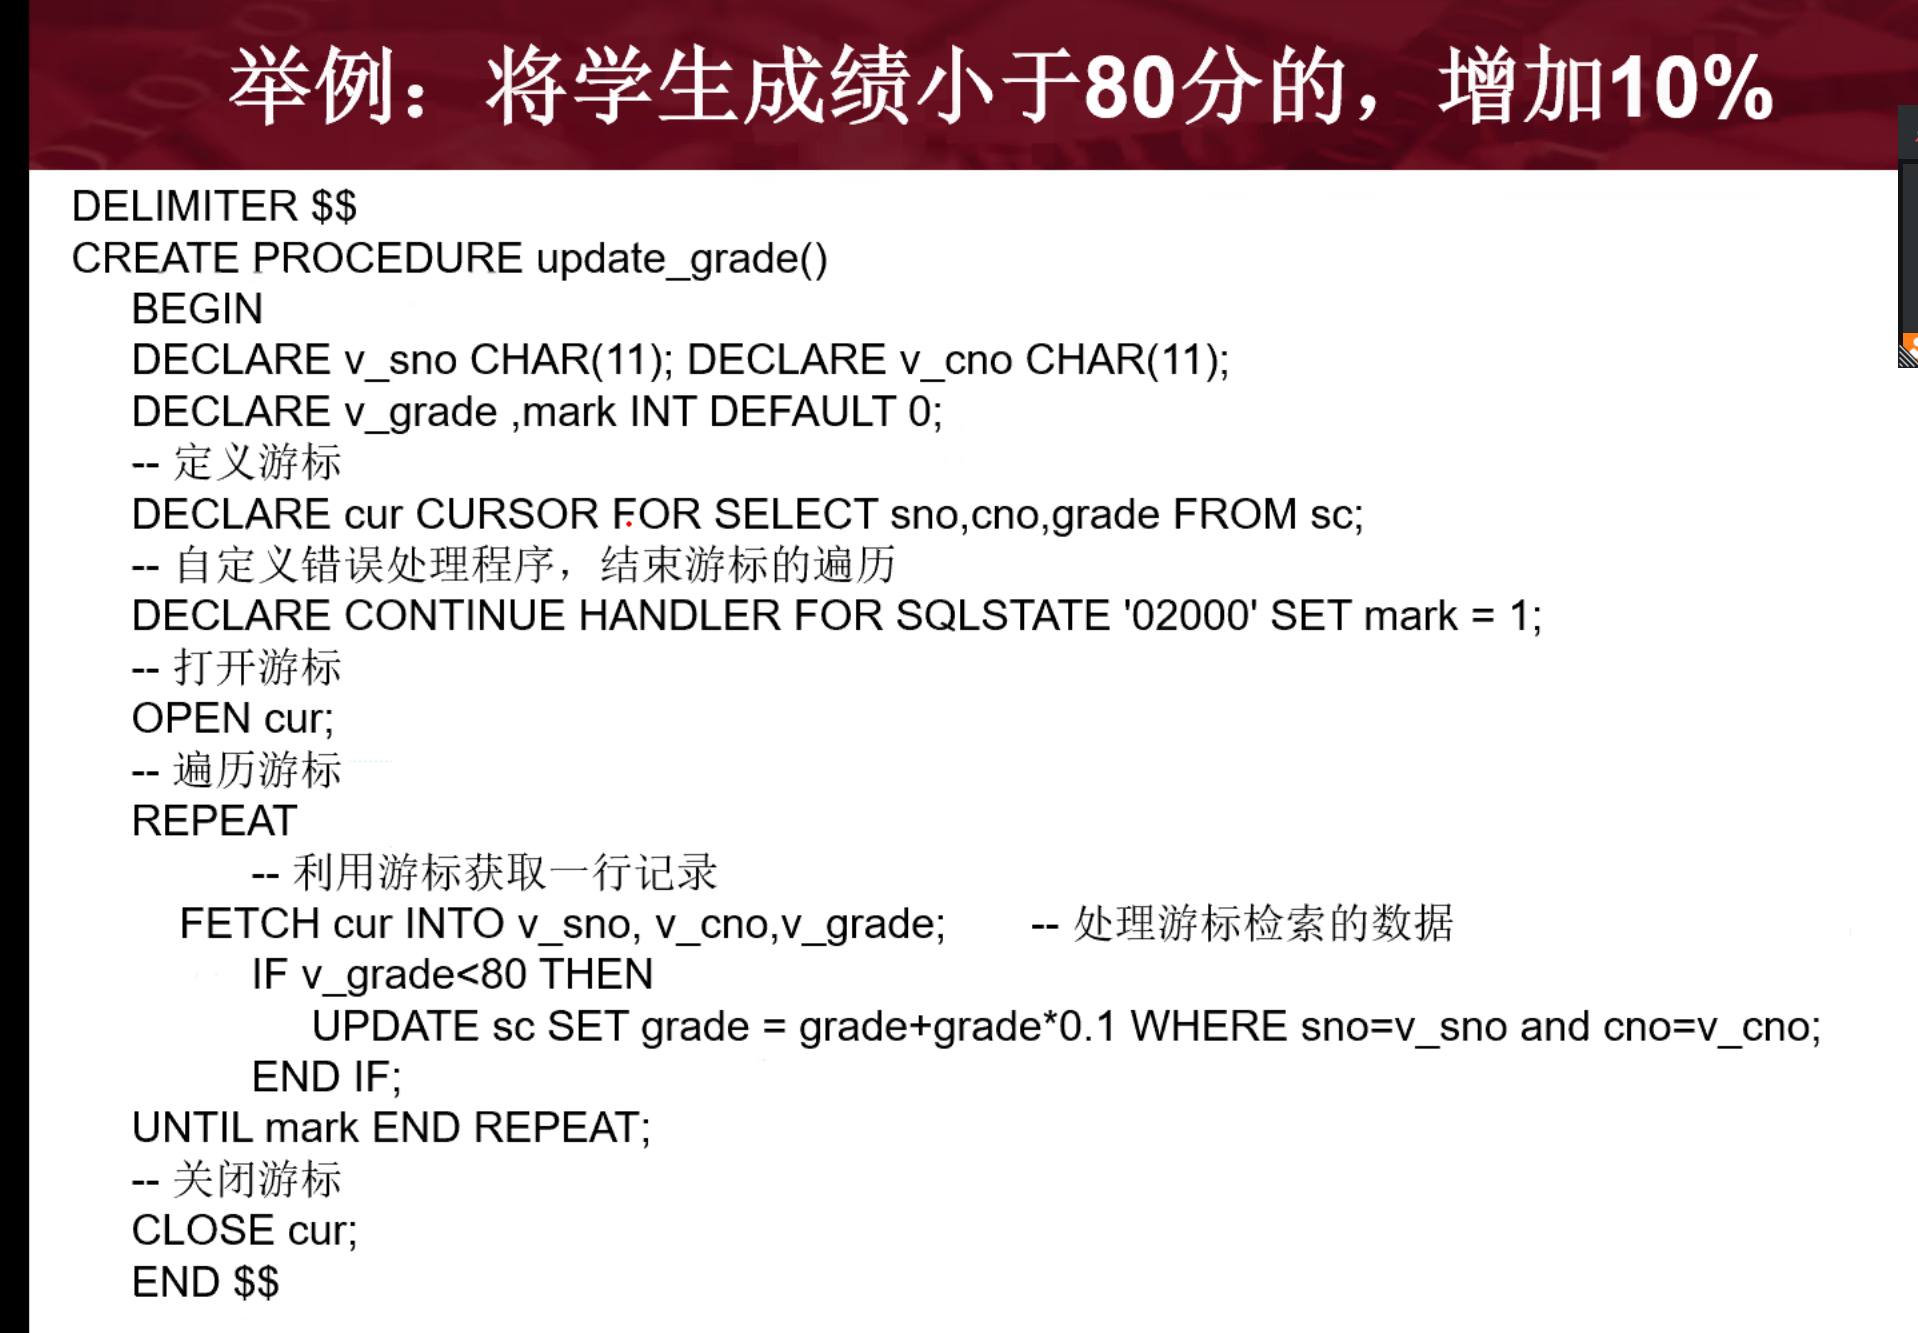 举例：将学生成绩小于80分的，增加10%
DELIMITER $$
CREATE PROCEDURE update_grade()
BEGIN
DECLARE v_sno CHAR(11); DECLARE v_cno CHAR(11);
DECLARE v_grade ,mark INT DEFAULT 0;
-- 定义游标
DECLARE cur CURSOR FOR SELECT sno,cno,grade FROM sc;
-- 自定义错误处理程序，结束游标的遍历
DECLARE CONTINUE HANDLER FOR SQLSTATE '02000' SET mark = 1;
-- 打开游标
OPEN cur;
-- 遍历游标
REPEAT
-- 利用游标获取一行记录
FETCH cur INTO v_sno, v_cno,v_grade; -- 处理游标检索的数据
IF v_grade<80 THEN
UPDATE sc SET grade = grade+grade*0.1 WHERE sno=v_sno and cno=v_cno;
END IF;
UNTIL mark END REPEAT;
-- 关闭游标
CLOSE cur;
END $$